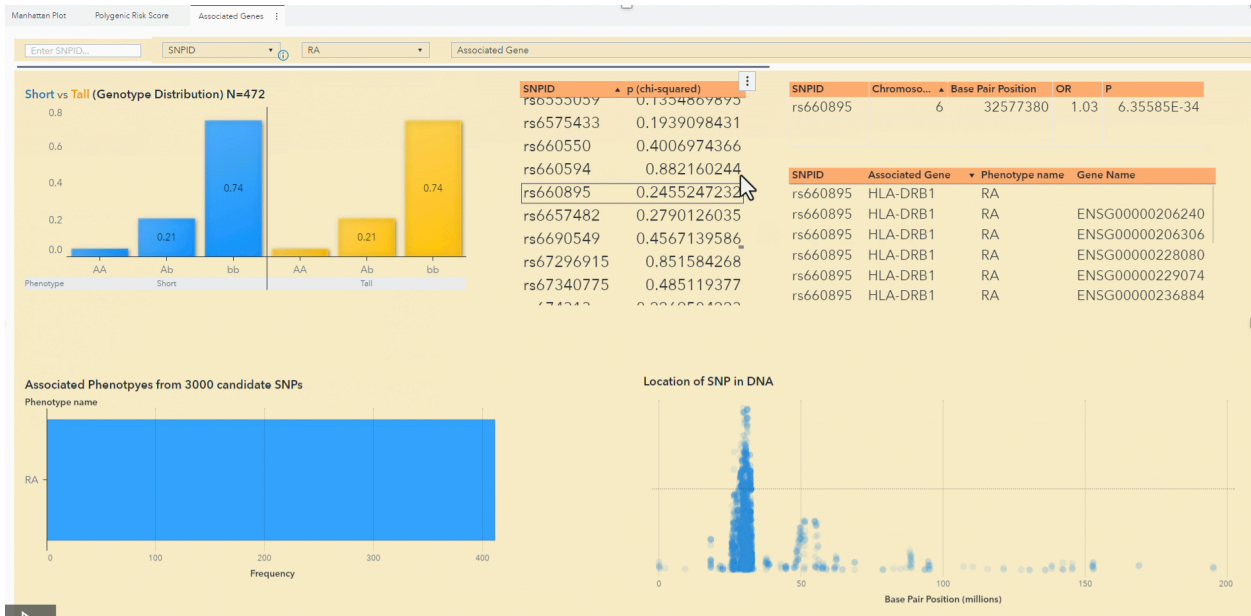 Manhattan Plot Polygenic Risk Score Associated Genes
Enter SNPID... SNPID RA Associated Gene
Short vs Tall (Genotype Distribution) N=472
0.8
0.6
0.4
0.2
0.0
0.21 0.74 0.21 0.74
AA Ab bb AA Ab bb
Phenotype Short Tall
SNPID p (chi-squared)
rs6555059 0.1354869895
rs6575433 0.1939098431
rs660550 0.4006974366
rs660594 0.882160244
rs660895 0.2455247232
rs6657482 0.2790126035
rs6690549 0.4567139586
rs67296915 0.851584268
rs67340775 0.485119377
SNPID Chromoso... Base Pair Position OR P
rs660895 6 32577380 1.03 6.35585E-34
SNPID Associated Gene Phenotype name Gene Name
rs660895 HLA-DRB1 RA
rs660895 HLA-DRB1 RA ENSG00000206240
rs660895 HLA-DRB1 RA ENSG00000206306
rs660895 HLA-DRB1 RA ENSG00000228080
rs660895 HLA-DRB1 RA ENSG00000229074
rs660895 HLA-DRB1 RA ENSG00000236884
Associated Phenotpyes from 3000 candidate SNPs
Phenotype name
RA
0 100 200 300 400
Frequency
Location of SNP in DNA
0 50 100 150 200
Base Pair Position (millions)